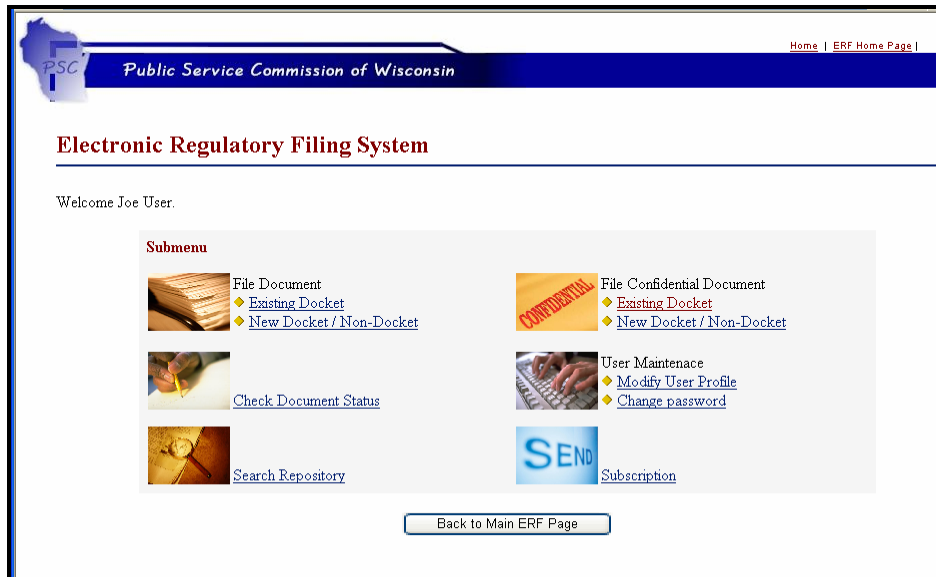 Home | ERF Home Page |
PSC
Public Service Commission of Wisconsin
Electronic Regulatory Filing System
Welcome Joe User.
Submenu
File Document
Existing Docket
New Docket / Non-Docket
CONFIDENTIAL
File Confidential Document
Existing Docket
New Docket / Non-Docket
Check Document Status
User Maintenace
Modify User Profile
Change password
Search Repository
SEND
Subscription
Back to Main ERF Page